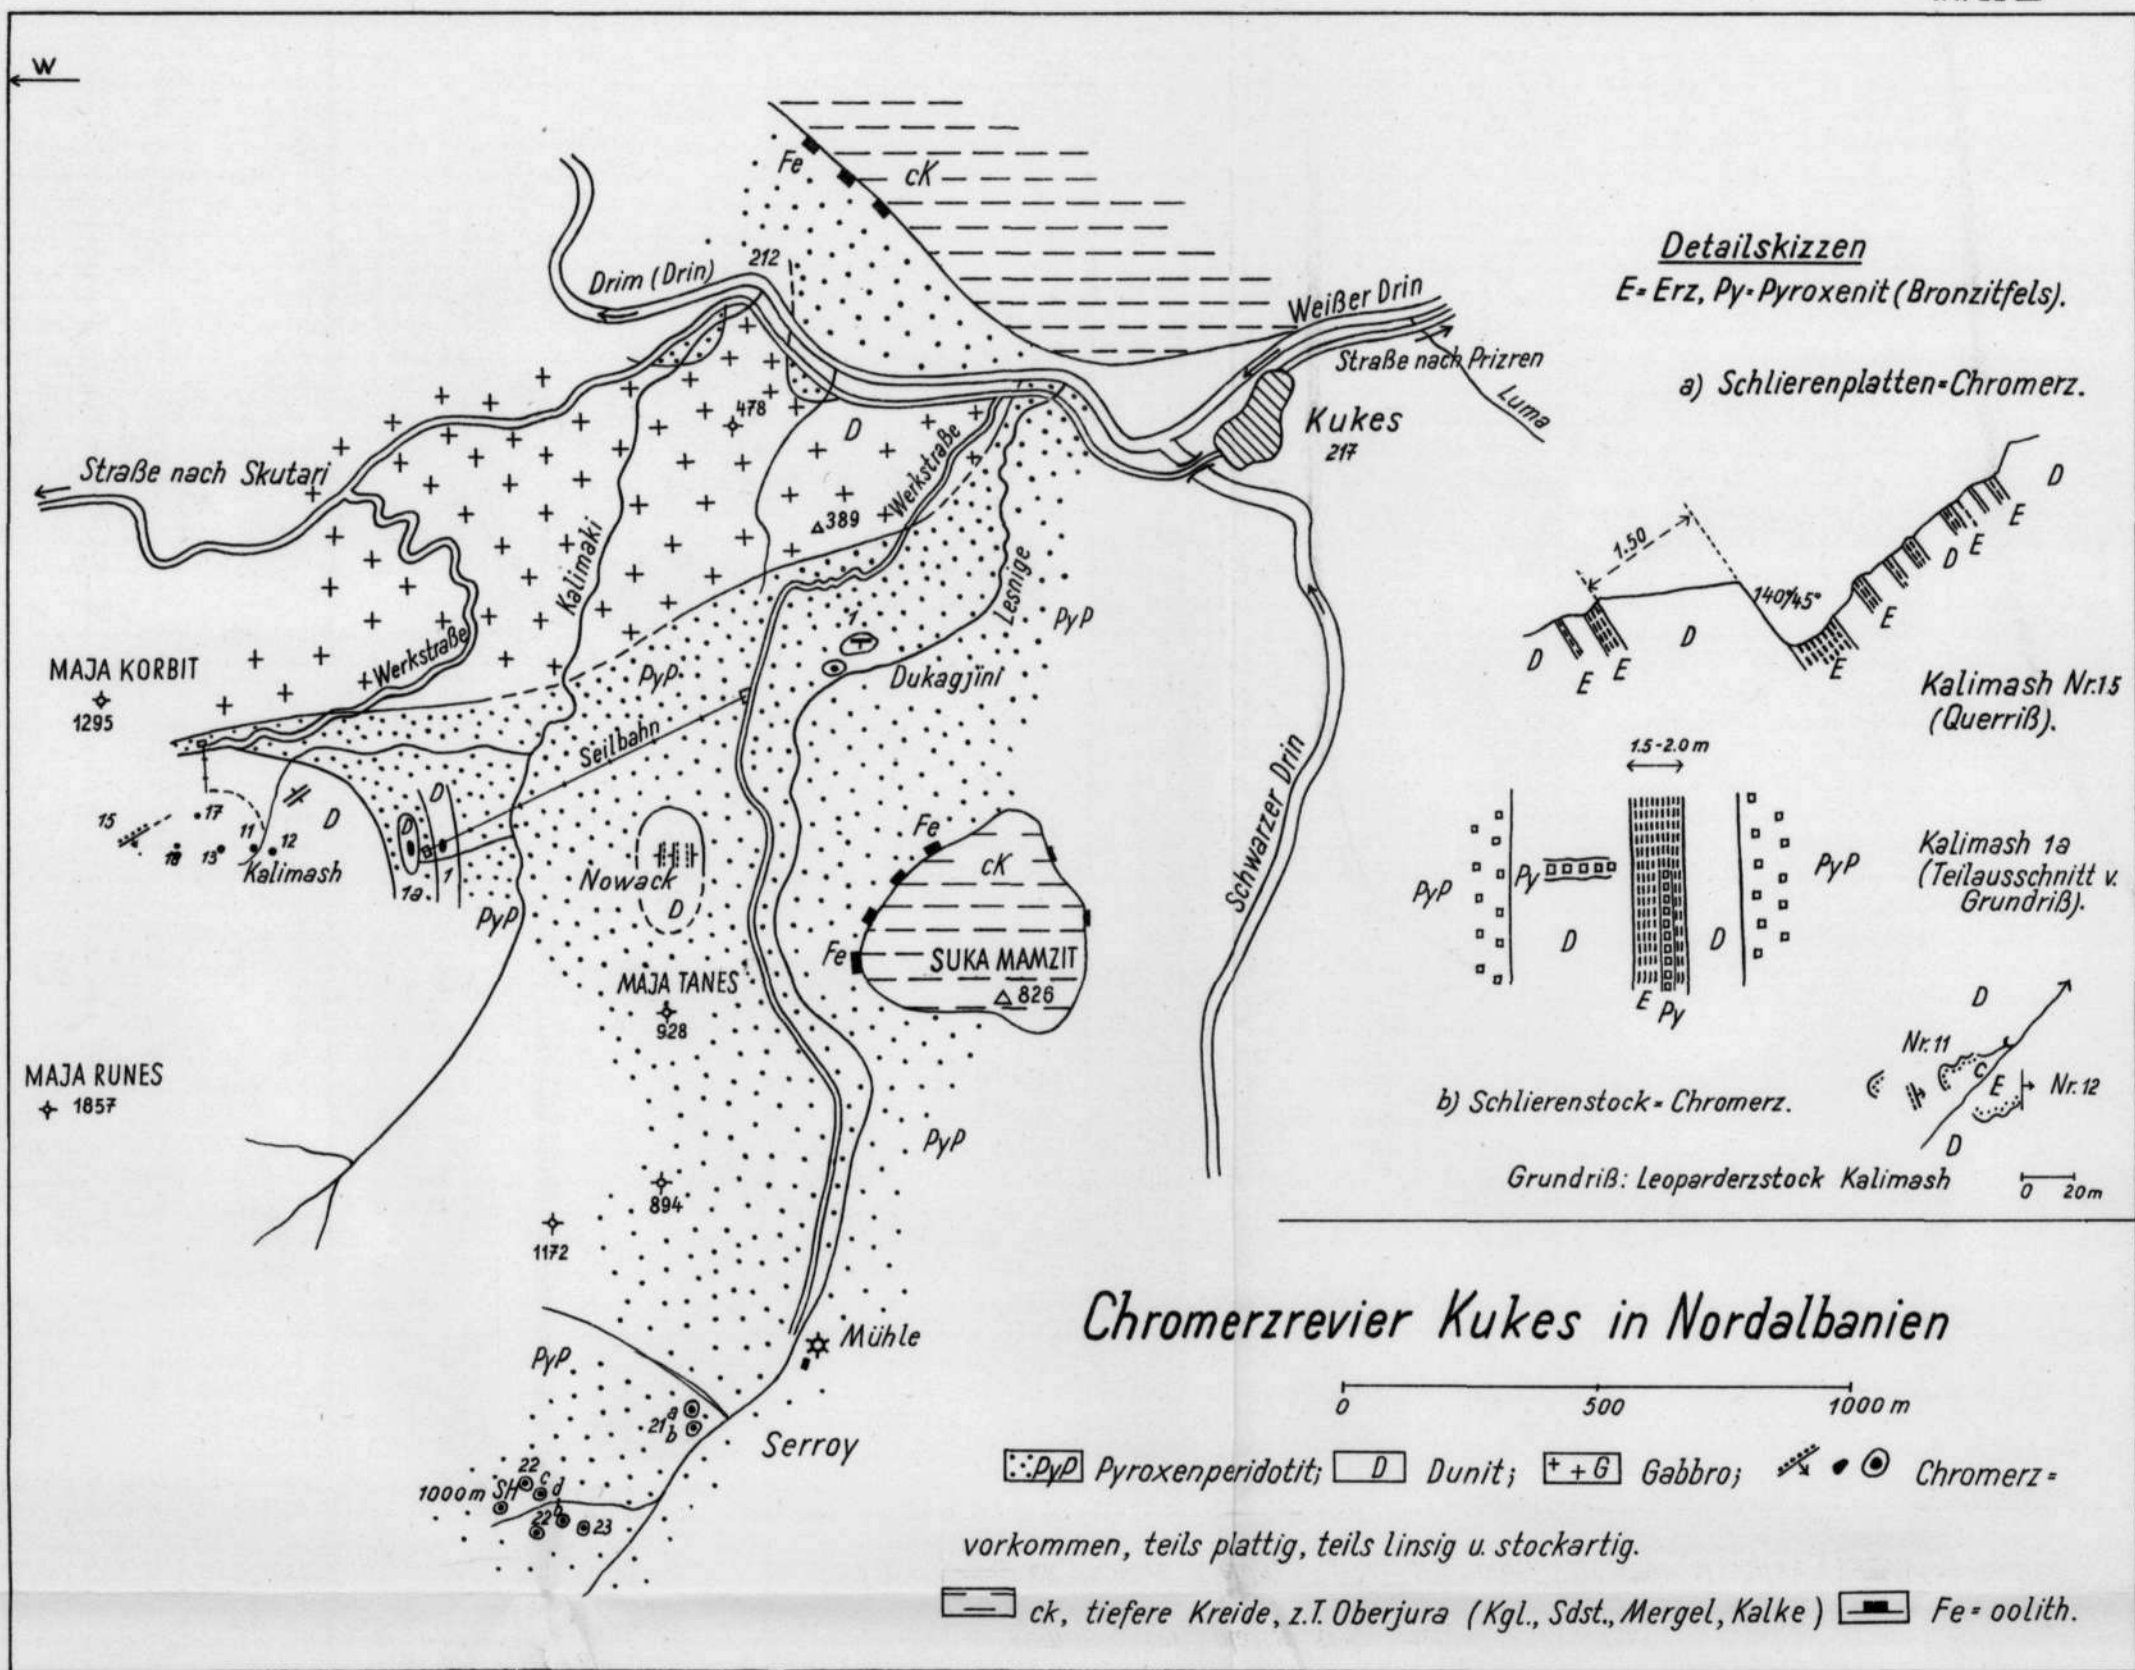 W
Fe
cK
212
Drim (Drin)
Weißer Drin
Straße nach Prizren
Luma
Kukes
217
478
D
Werkstraße
Straße nach Skutari
389
Kalimaki
Lesnige
PyP
1
Dukagjini
PyP
Werkstraße
MAJA KORBIT
1295
Seilbahn
Schwarzer Drin
15
17
18
13
11
12
Kalimash
D
D
D
1a
1
PyP
Nowack
D
Fe
cK
Fe
SUKA MAMZIT
826
MAJA TANES
928
MAJA RUNES
1857
PyP
894
1172
Mühle
PyP
21 a
b
Serroy
22
c
d
1000m SH
22 b
23
Detailskizzen
E=Erz, Py=Pyroxenit (Bronzitfels).
a) Schlierenplatten=Chromerz.
1.50
140°/45°
D
E
E
D
E
E
D
E
E
D
Kalimash Nr.15
(Querriß).
1.5-2.0 m
PyP
Py
D
D
PyP
E
Py
Kalimash 1a
(Teilausschnitt v.
Grundriß).
D
Nr. 11
C
E
Nr. 12
D
b) Schlierenstock=Chromerz.
Grundriß: Leoparderzstock Kalimash
0 20m
Chromerzrevier Kukes in Nordalbanien
0 500 1000 m
PyP Pyroxenperidotit; D Dunit; + + G Gabbro; Chromerz=
vorkommen, teils plattig, teils linsig u. stockartig.
ck, tiefere Kreide, z.T. Oberjura (Kgl., Sdst., Mergel, Kalke) Fe=oolith.